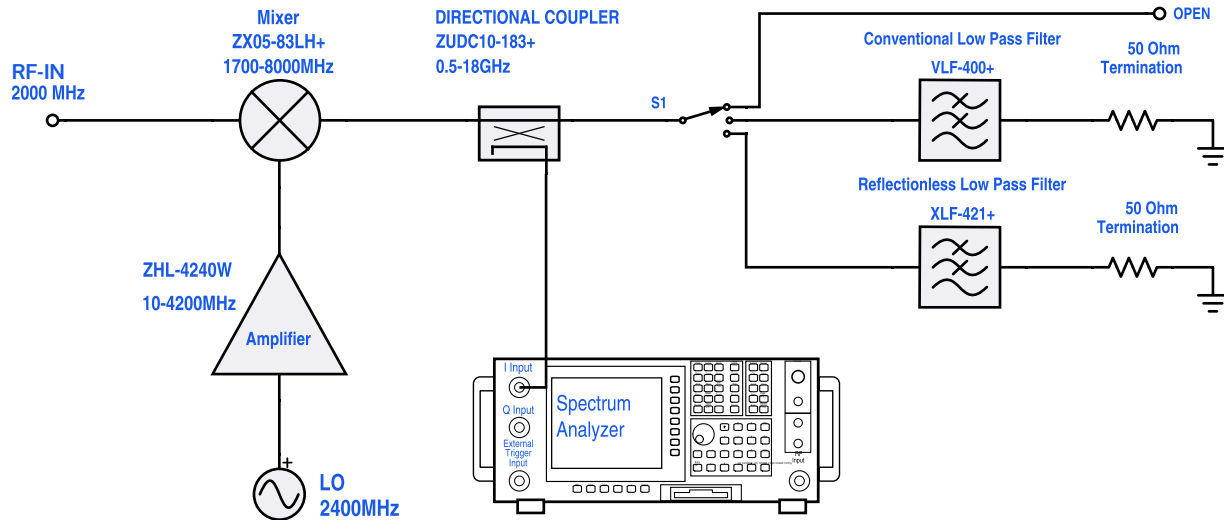 Mixer
ZX05-83LH+
1700-8000MHz
DIRECTIONAL COUPLER
ZUDC10-183+
0.5-18GHz
OPEN
RF-IN
2000 MHz
S1
Conventional Low Pass Filter
VLF-400+
50 Ohm
Termination
Reflectionless Low Pass Filter
XLF-421+
50 Ohm
Termination
ZHL-4240W
10-4200MHz
Amplifier
LO
2400MHz
+
I Input
Q Input
External
Trigger
Input
Spectrum
Analyzer
RF
Input